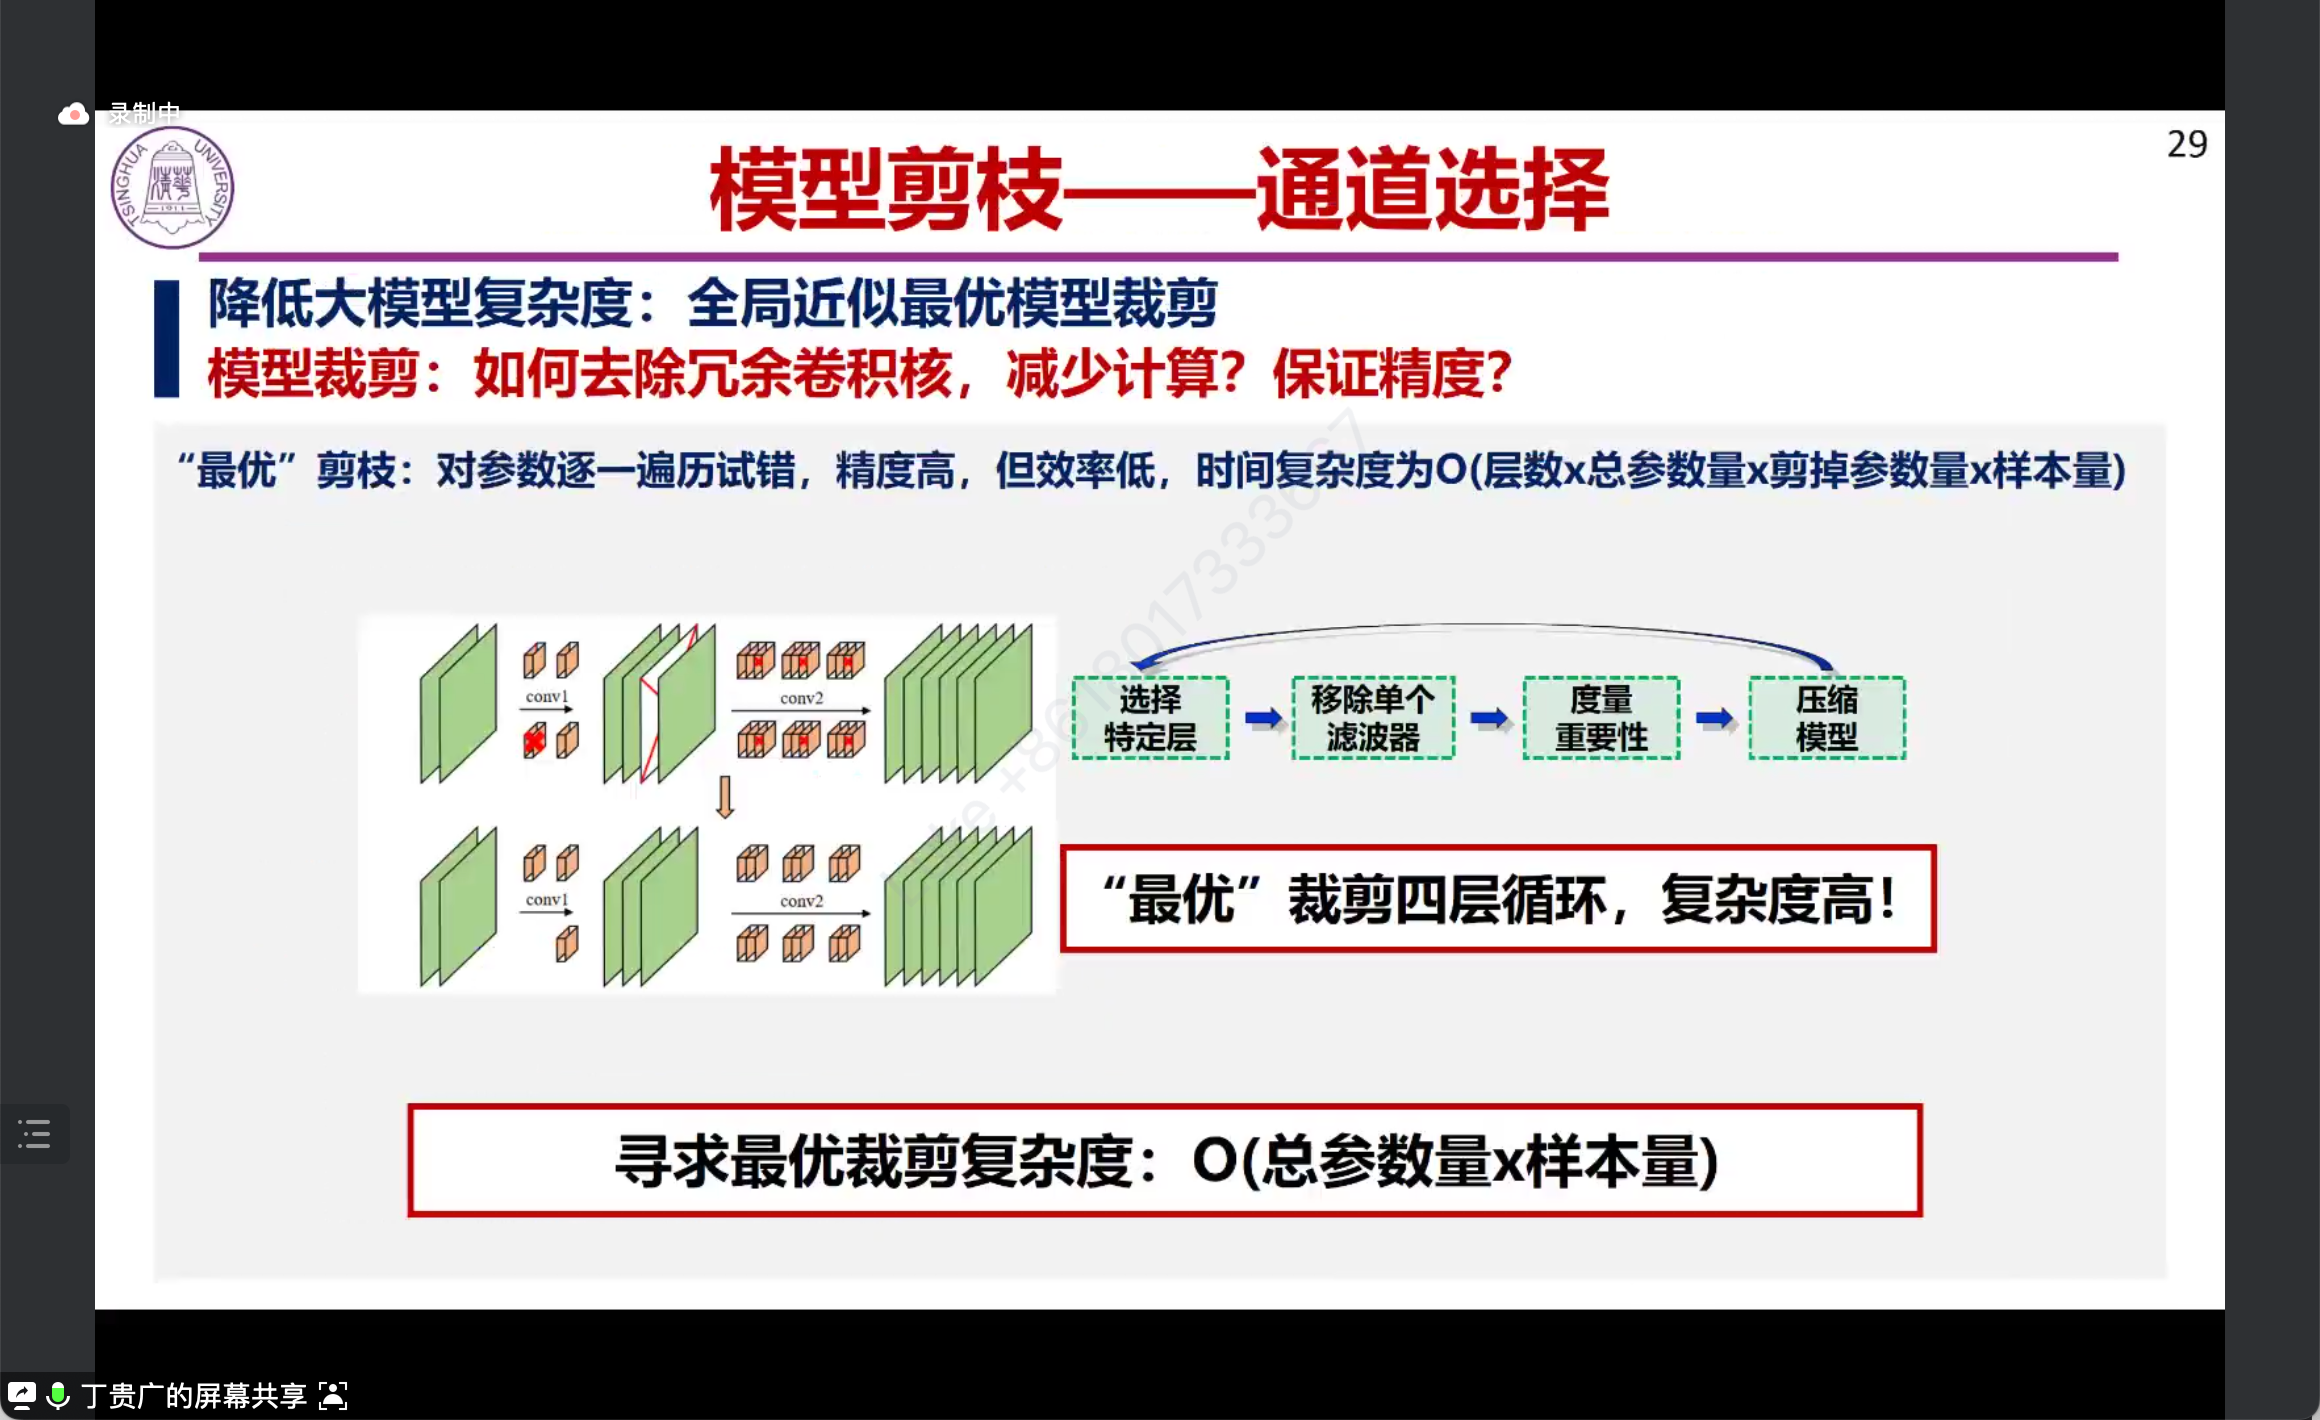 录制中
TSINGHUA UNIVERSITY
1911
29
模型剪枝——通道选择
降低大模型复杂度：全局近似最优模型裁剪
模型裁剪：如何去除冗余卷积核，减少计算？保证精度？
“最优”剪枝：对参数逐一遍历试错，精度高，但效率低，时间复杂度为O(层数x总参数量x剪掉参数量x样本量)
conv1
conv2
选择
特定层
移除单个
滤波器
度量
重要性
压缩
模型
conv1
conv2
“最优”裁剪四层循环，复杂度高！
寻求最优裁剪复杂度：O(总参数量x样本量)
丁贵广的屏幕共享